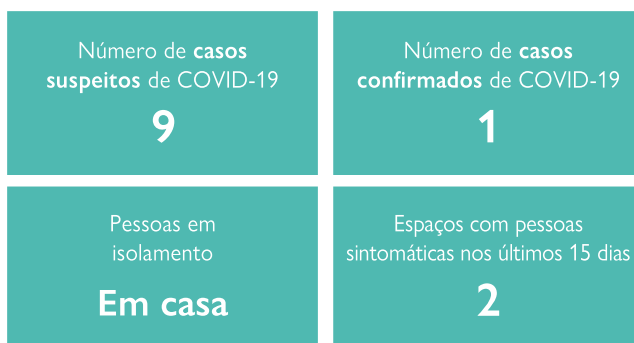 Número de casos
suspeitos de COVID-19
9
Número de casos
confirmados de COVID-19
1
Pessoas em
isolamento
Em casa
Espaços com pessoas
sintomáticas nos últimos 15 dias
2